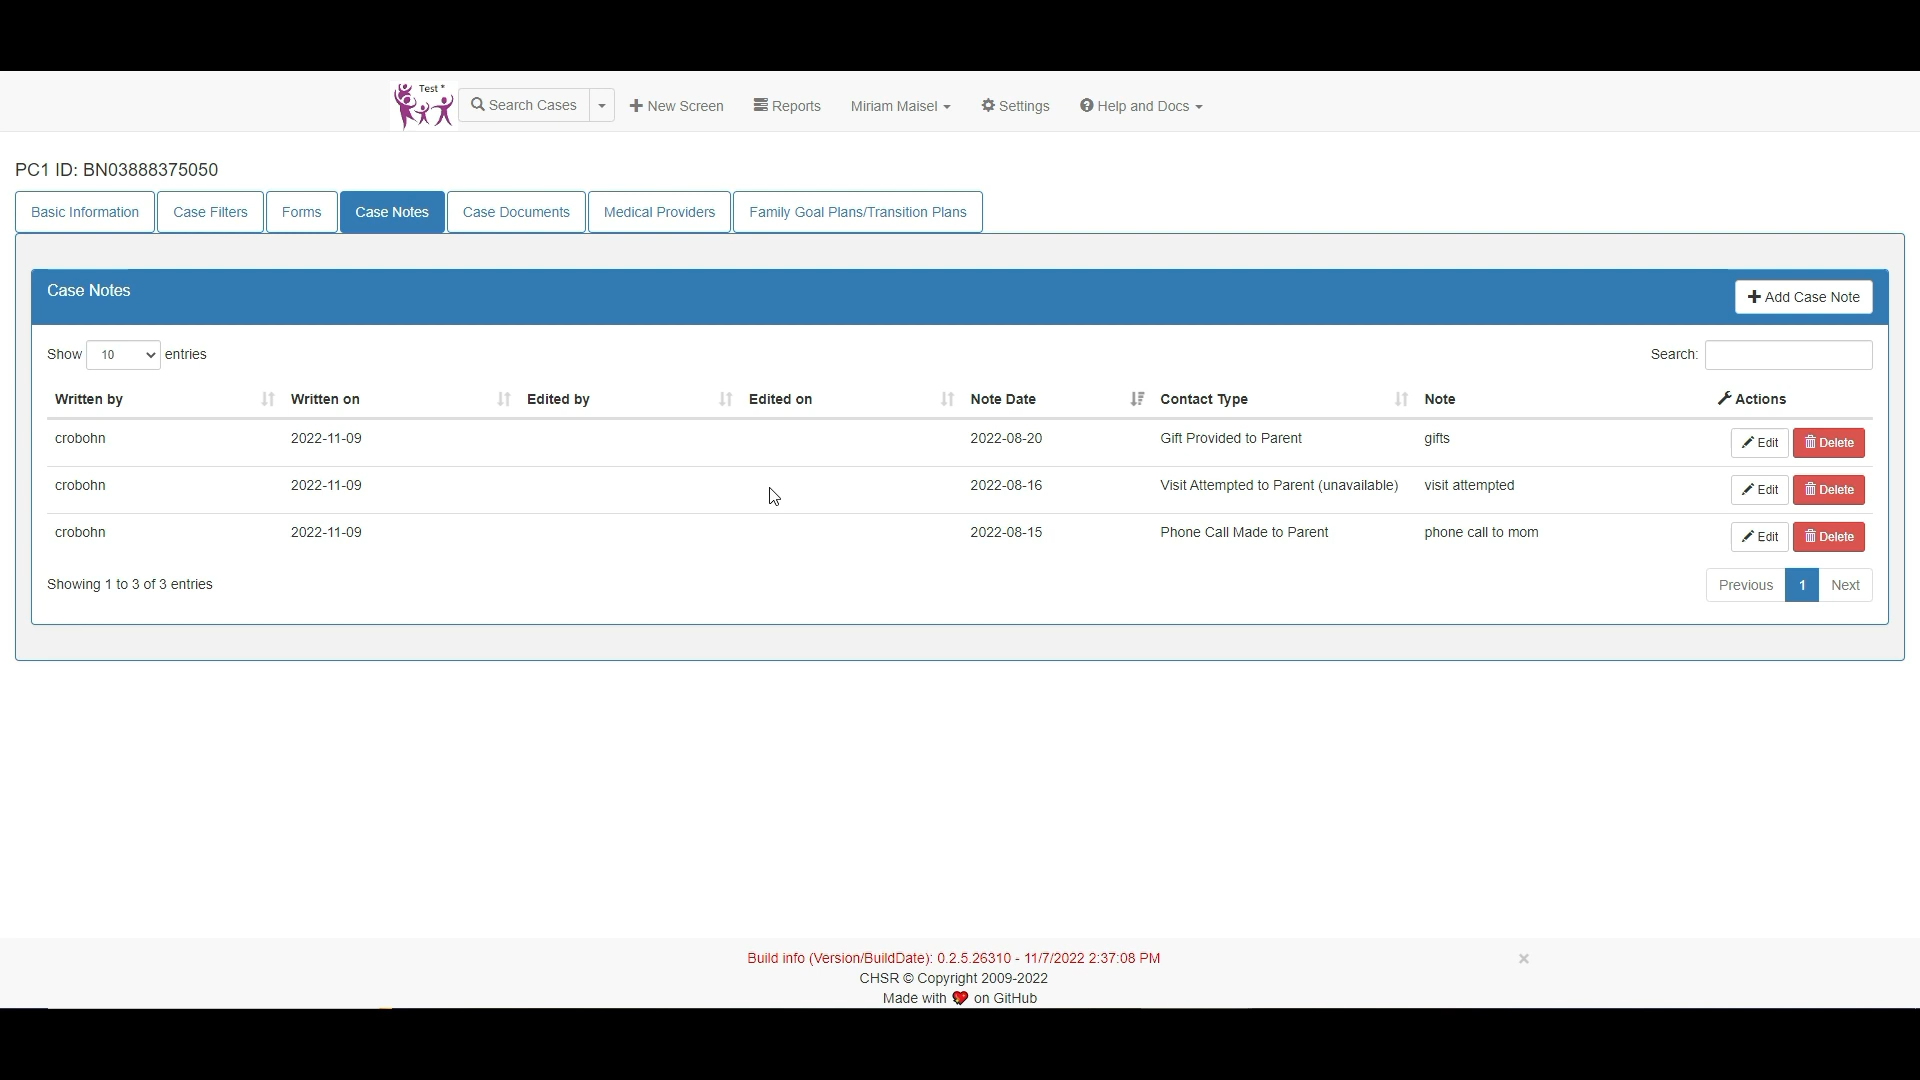 Test *
Search Cases
New Screen
Reports
Miriam Maisel
Settings
Help and Docs
PC1 ID: BN03888375050
Basic Information
Case Filters
Forms
Case Notes
Case Documents
Medical Providers
Family Goal Plans/Transition Plans
Case Notes
Add Case Note
Show 10 entries
Search:
Written by Written on Edited by Edited on Note Date Contact Type Note Actions
crobohn 2022-11-09 2022-08-20 Gift Provided to Parent gifts Edit Delete
crobohn 2022-11-09 2022-08-16 Visit Attempted to Parent (unavailable) visit attempted Edit Delete
crobohn 2022-11-09 2022-08-15 Phone Call Made to Parent phone call to mom Edit Delete
Showing 1 to 3 of 3 entries
Previous 1 Next
Build info (Version/BuildDate): 0.2.5.26310 - 11/7/2022 2:37:08 PM
×
CHSR © Copyright 2009-2022
Made with 💖 on GitHub